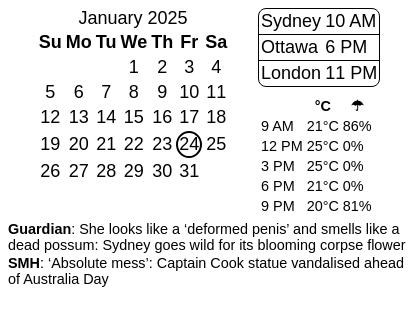 January 2025
Su Mo Tu We Th Fr Sa
1 2 3 4
5 6 7 8 9 10 11
12 13 14 15 16 17 18
19 20 21 22 23 24 25
26 27 28 29 30 31
Sydney 10 AM
Ottawa 6 PM
London 11 PM
°C ☂
9 AM 21°C 86%
12 PM 25°C 0%
3 PM 25°C 0%
6 PM 21°C 0%
9 PM 20°C 81%
Guardian: She looks like a ‘deformed penis’ and smells like a
dead possum: Sydney goes wild for its blooming corpse flower
SMH: ‘Absolute mess’: Captain Cook statue vandalised ahead
of Australia Day